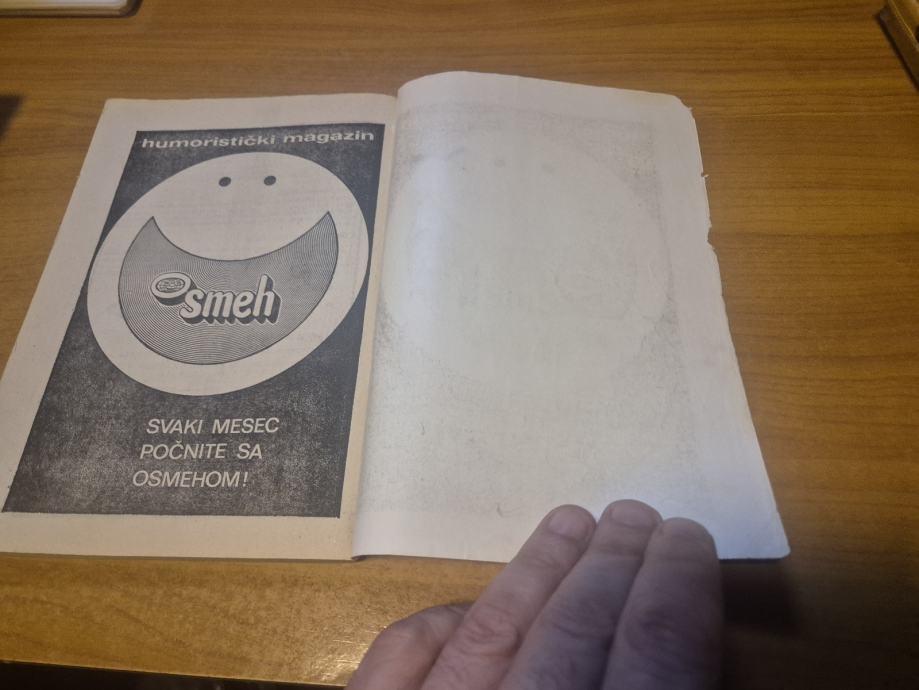 humoristički magazin
Osmeh
SVAKI MESEC
POČNITE SA
OSMEHOM!